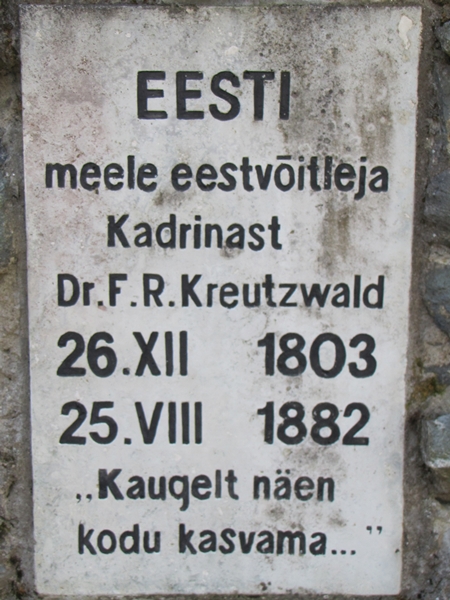 EESTI
meele eestvõitleja
Kadrinast
Dr. F. R. Kreutzwald
26.XII 1803
25.VIII 1882
„Kaugelt näen
kodu kasvama...”